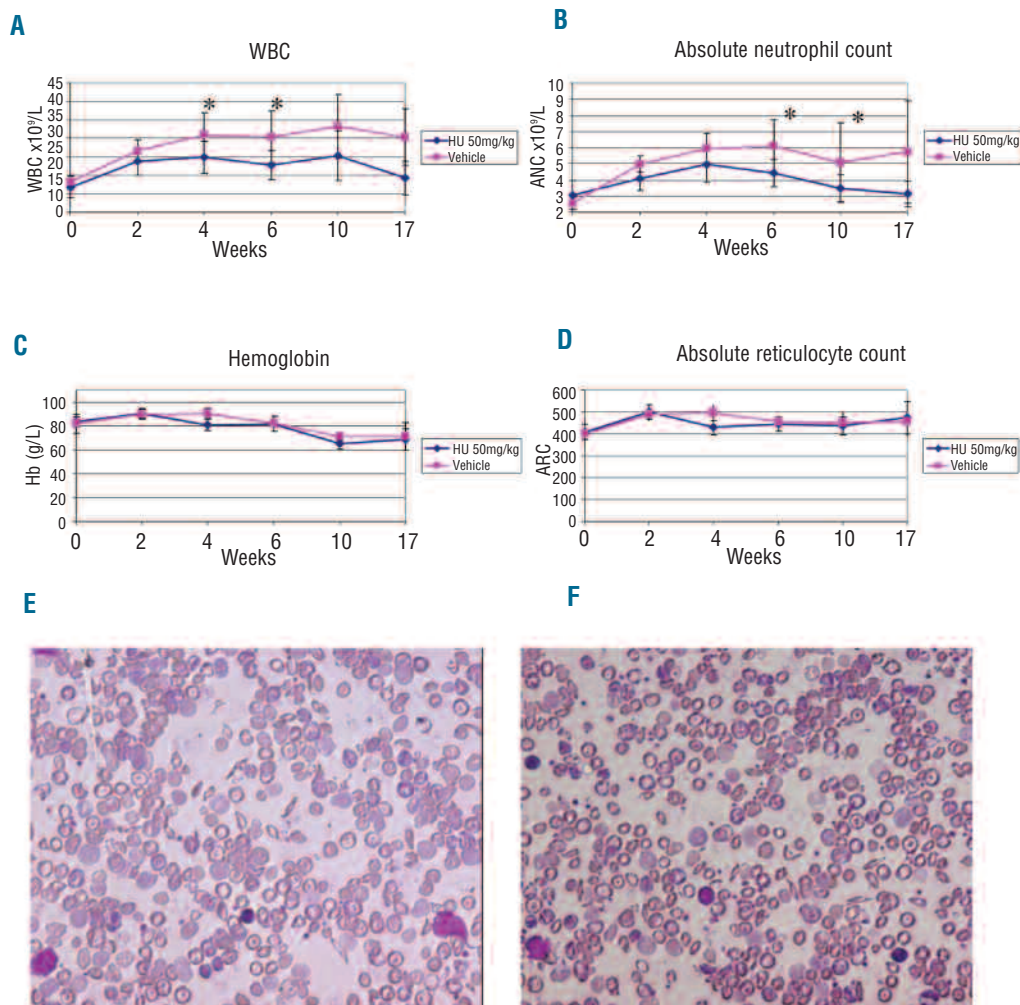 A
WBC
WBC x10⁹/L
45
40
35
30
25
20
15
10
0
0 2 4 6 10 17
Weeks
* *
HU 50mg/kg
Vehicle
B
Absolute neutrophil count
ANC x10⁹/L
10
9
8
7
6
5
4
3
2
0 2 4 6 10 17
Weeks
* *
HU 50mg/kg
Vehicle
C
Hemoglobin
Hb (g/L)
100
80
60
40
20
0
0 2 4 6 10 17
Weeks
HU 50mg/kg
Vehicle
D
Absolute reticulocyte count
ARC
600
500
400
300
200
100
0
0 2 4 6 10 17
Weeks
HU 50mg/kg
Vehicle
E
F